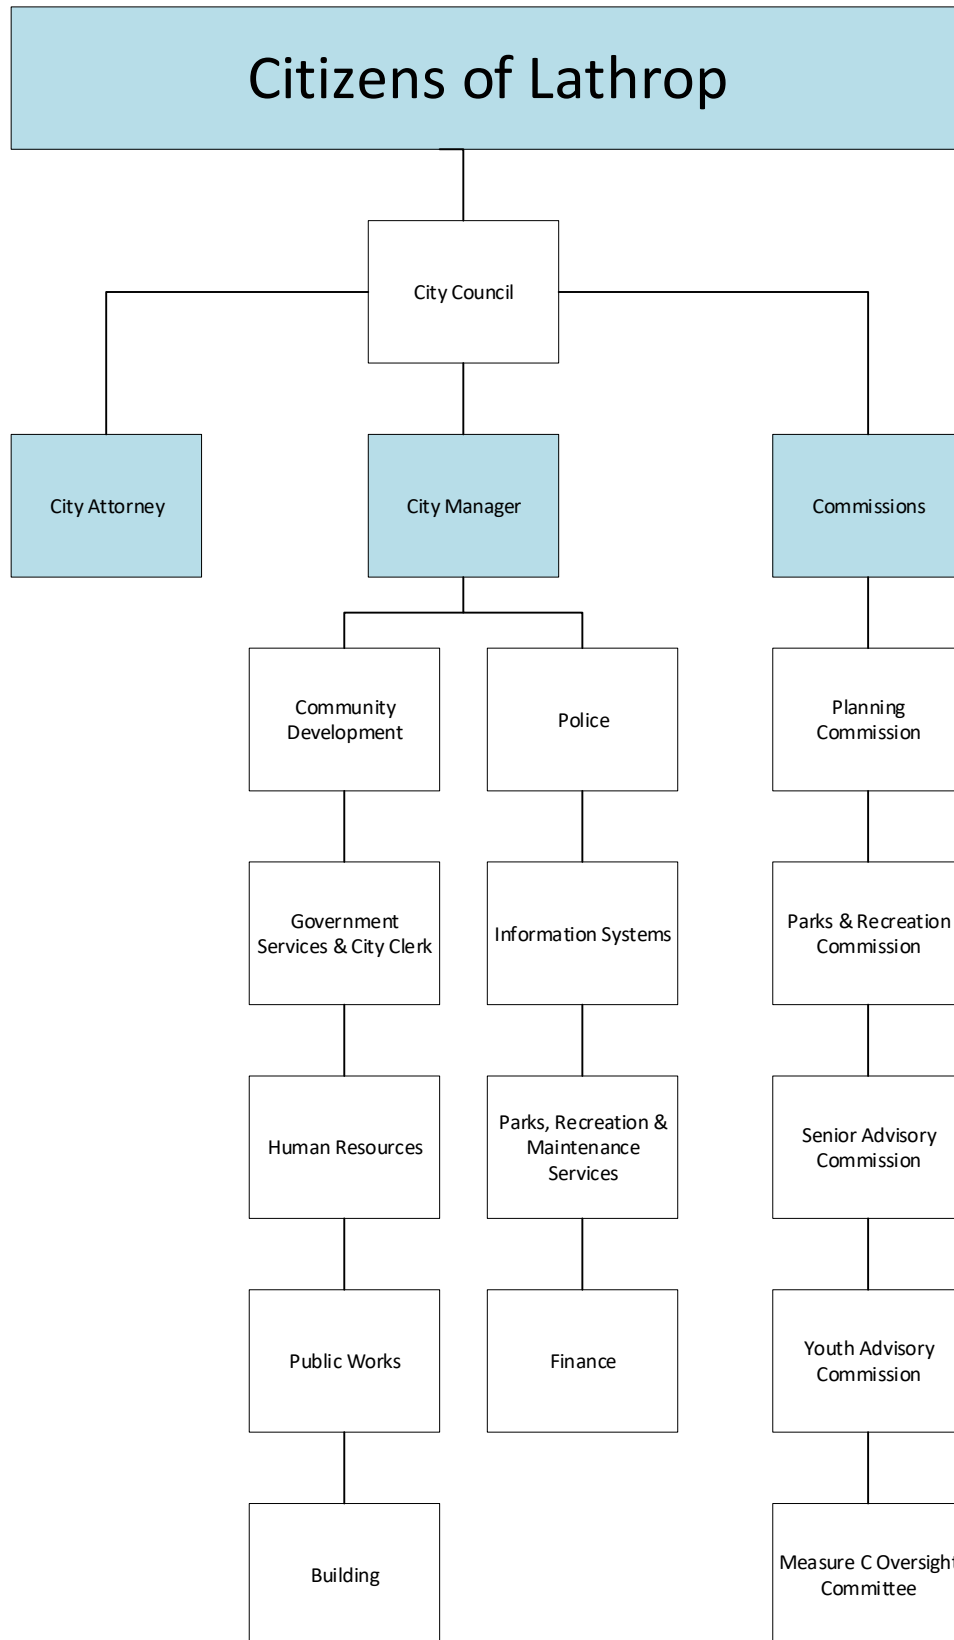 Citizens of Lathrop
City Council
City Attorney
City Manager
Commissions
Community
Development
Police
Planning
Commission
Government
Services & City Clerk
Information Systems
Parks & Recreation
Commission
Human Resources
Parks, Recreation &
Maintenance
Services
Senior Advisory
Commission
Public Works
Finance
Youth Advisory
Commission
Building
Measure C Oversight
Committee